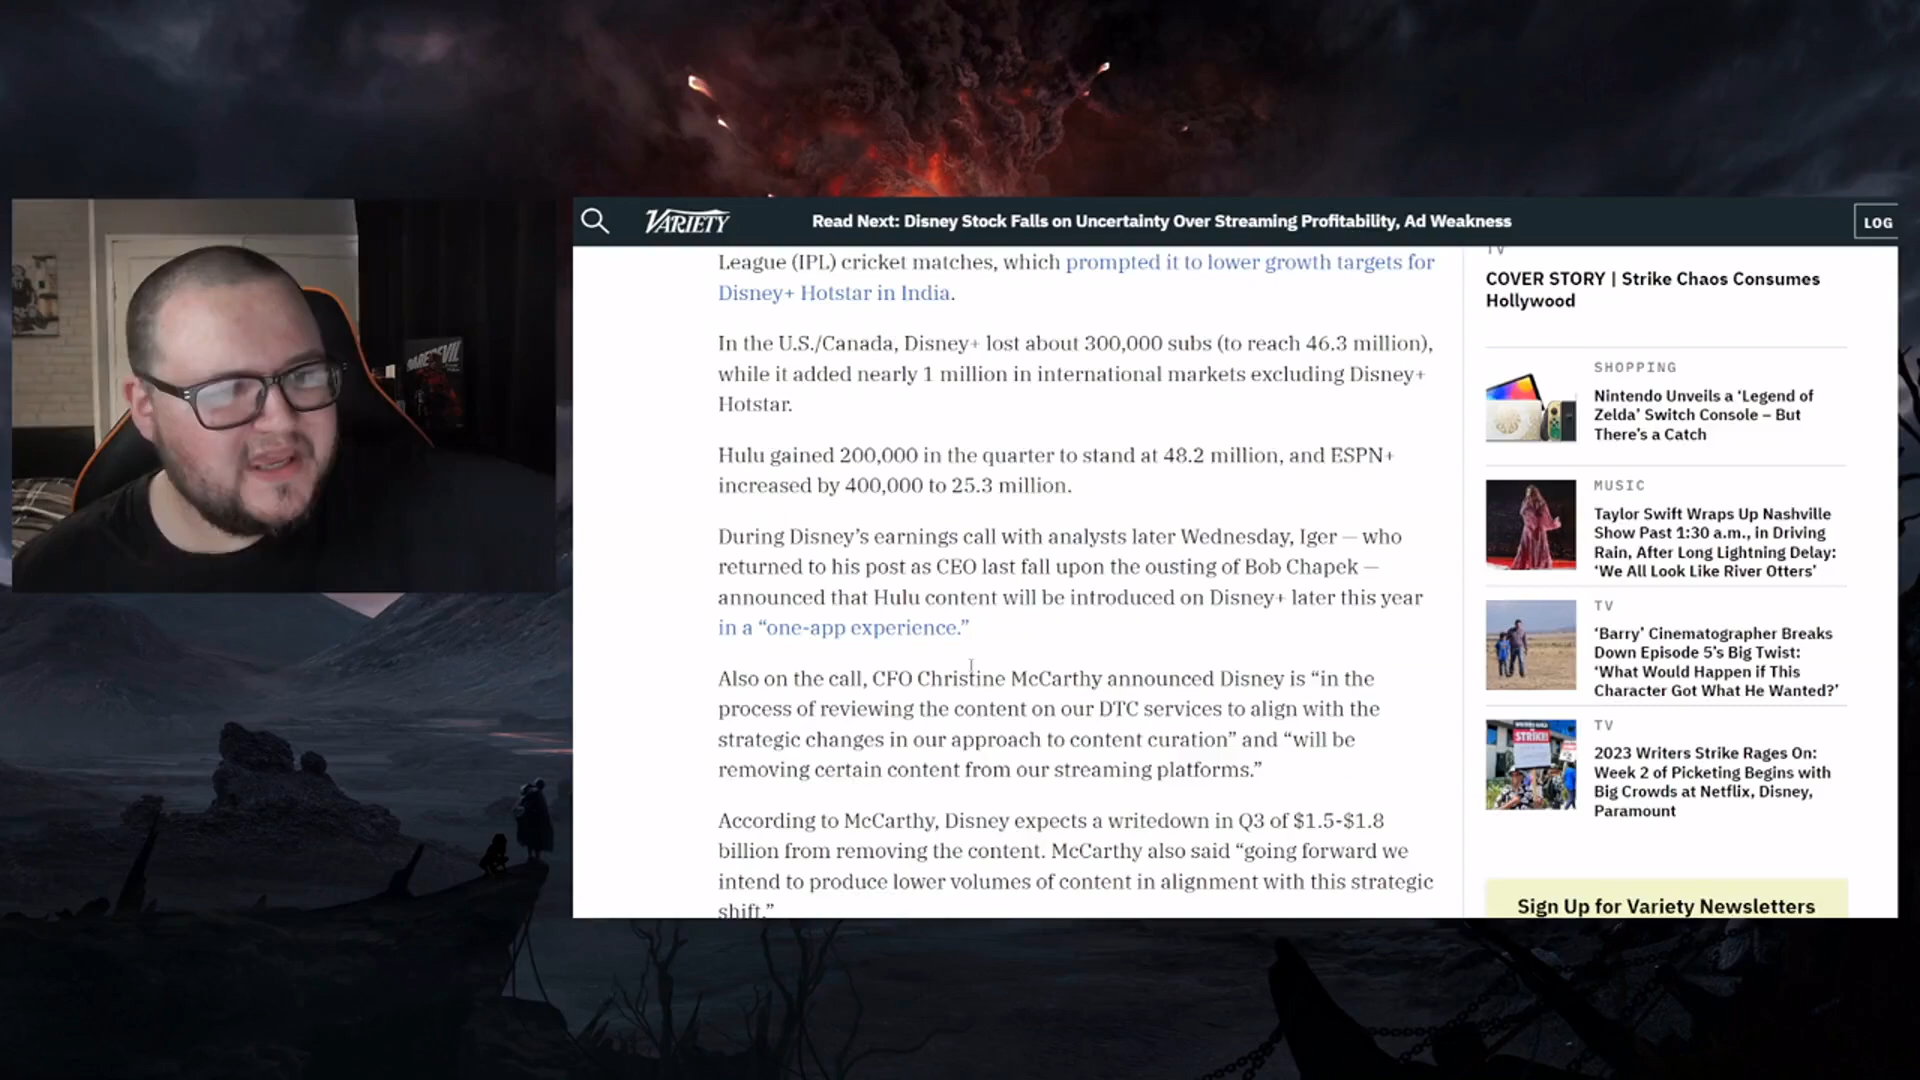 VARIETY
Read Next: Disney Stock Falls on Uncertainty Over Streaming Profitability, Ad Weakness
LOG
League (IPL) cricket matches, which prompted it to lower growth targets for
Disney+ Hotstar in India.
In the U.S./Canada, Disney+ lost about 300,000 subs (to reach 46.3 million),
while it added nearly 1 million in international markets excluding Disney+
Hotstar.
Hulu gained 200,000 in the quarter to stand at 48.2 million, and ESPN+
increased by 400,000 to 25.3 million.
During Disney’s earnings call with analysts later Wednesday, Iger — who
returned to his post as CEO last fall upon the ousting of Bob Chapek —
announced that Hulu content will be introduced on Disney+ later this year
in a “one-app experience.”
Also on the call, CFO Christine McCarthy announced Disney is “in the
process of reviewing the content on our DTC services to align with the
strategic changes in our approach to content curation” and “will be
removing certain content from our streaming platforms.”
According to McCarthy, Disney expects a writedown in Q3 of $1.5-$1.8
billion from removing the content. McCarthy also said “going forward we
intend to produce lower volumes of content in alignment with this strategic
shift.”
TV
COVER STORY | Strike Chaos Consumes
Hollywood
SHOPPING
Nintendo Unveils a ‘Legend of
Zelda’ Switch Console – But
There’s a Catch
MUSIC
Taylor Swift Wraps Up Nashville
Show Past 1:30 a.m., in Driving
Rain, After Long Lightning Delay:
‘We All Look Like River Otters’
TV
‘Barry’ Cinematographer Breaks
Down Episode 5’s Big Twist:
‘What Would Happen if This
Character Got What He Wanted?’
TV
2023 Writers Strike Rages On:
Week 2 of Picketing Begins with
Big Crowds at Netflix, Disney,
Paramount
Sign Up for Variety Newsletters
DAREDEVIL
STRIKE!